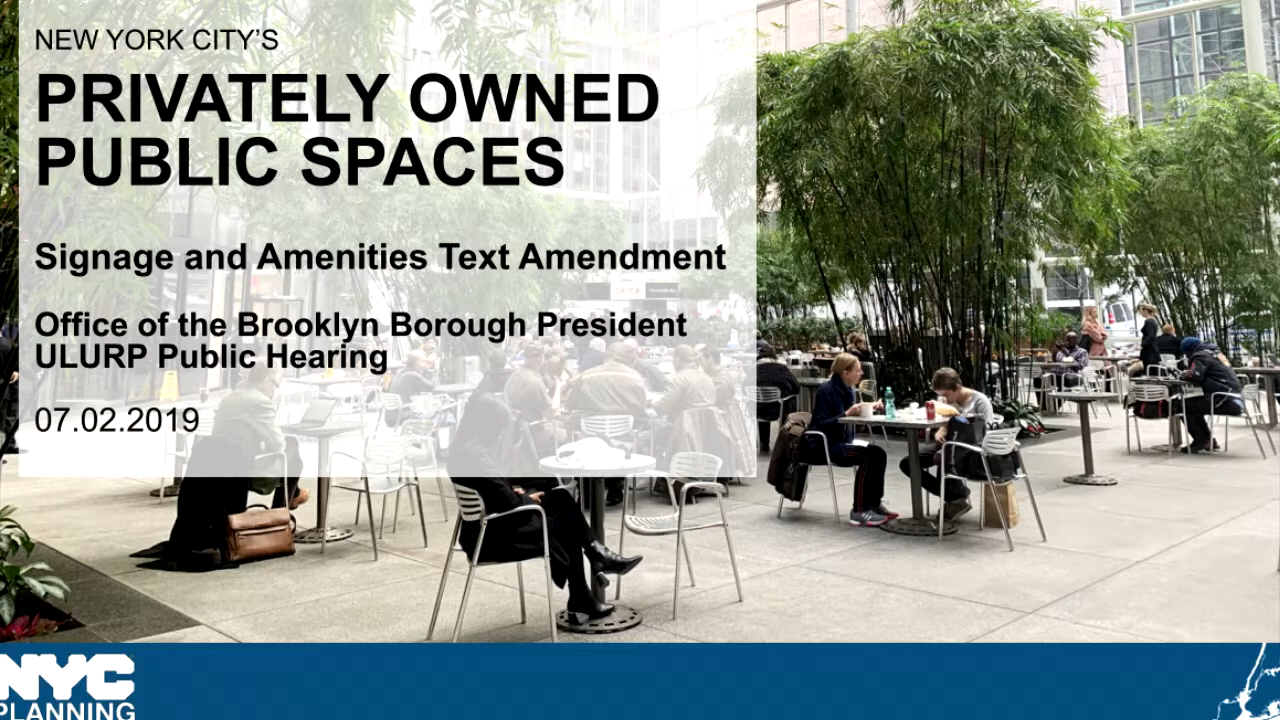 NEW YORK CITY’S
PRIVATELY OWNED
PUBLIC SPACES
Signage and Amenities Text Amendment
Office of the Brooklyn Borough President
ULURP Public Hearing
07.02.2019
NYC
PLANNING